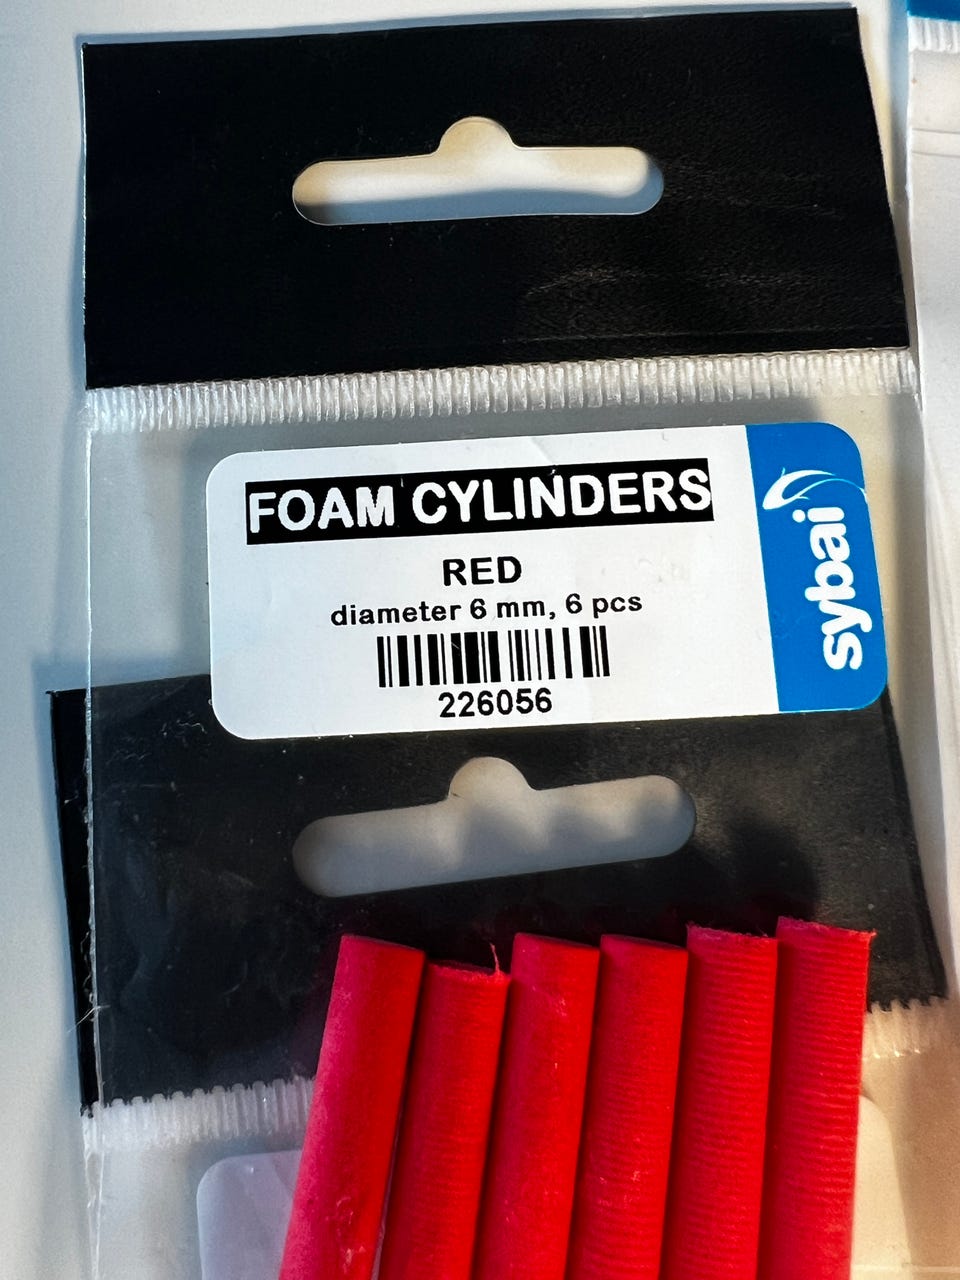 FOAM CYLINDERS
RED
diameter 6 mm, 6 pcs
226056
sybai